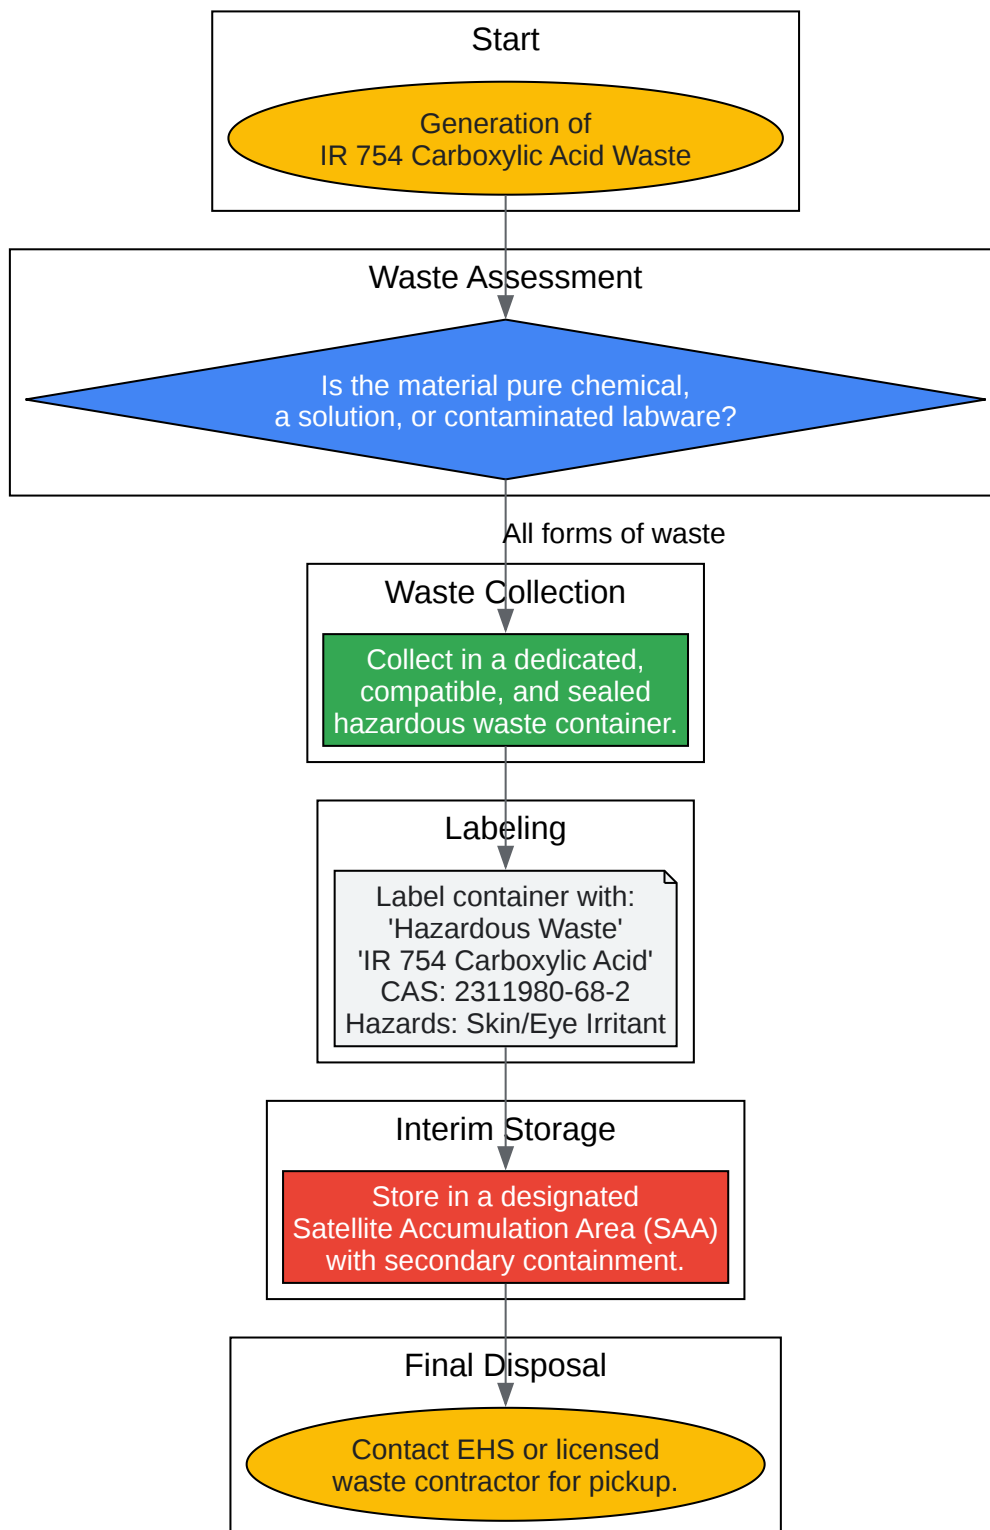 Start
Generation of
IR 754 Carboxylic Acid Waste
Waste Assessment
Is the material pure chemical,
a solution, or contaminated labware?
All forms of waste
Waste Collection
Collect in a dedicated,
compatible, and sealed
hazardous waste container.
Labeling
Label container with:
'Hazardous Waste'
'IR 754 Carboxylic Acid'
CAS: 2311980-68-2
Hazards: Skin/Eye Irritant
Interim Storage
Store in a designated
Satellite Accumulation Area (SAA)
with secondary containment.
Final Disposal
Contact EHS or licensed
waste contractor for pickup.